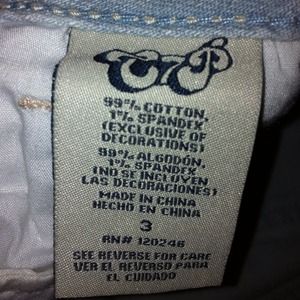 99% COTTON,
1% SPANDEX
(EXCLUSIVE OF
DECORATIONS)
99% ALGODÓN,
1% SPANDEX
(NO SE INCLUYEN
LAS DECORACIONES)
MADE IN CHINA
HECHO EN CHINA
3
RN# 120246
SEE REVERSE FOR CARE
VER EL REVERSO PARA
EL CUIDADO